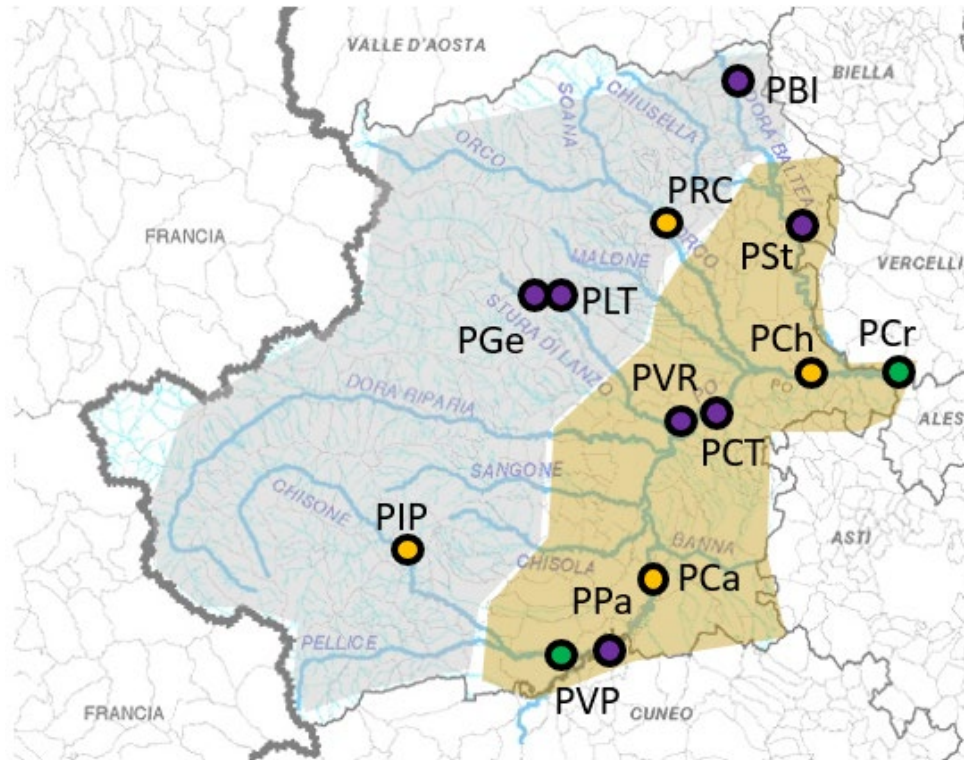 VALLE D'AOSTA
BIELLA
PBI
SOANA
CHIUSELLA
DORA BALTEA
ORCO
PRC
ORCO
PSt
FRANCIA
MALONE
VERCELLI
PGe
PLT
STURA DI LANZO
PCh
PCr
PVR
PO
PO
ALES
DORA RIPARIA
PCT
SANGONE
CHISONE
PIP
ASTI
BANNA
CHISOLA
PCa
PPa
PELLICE
PVP
FRANCIA
CUNEO